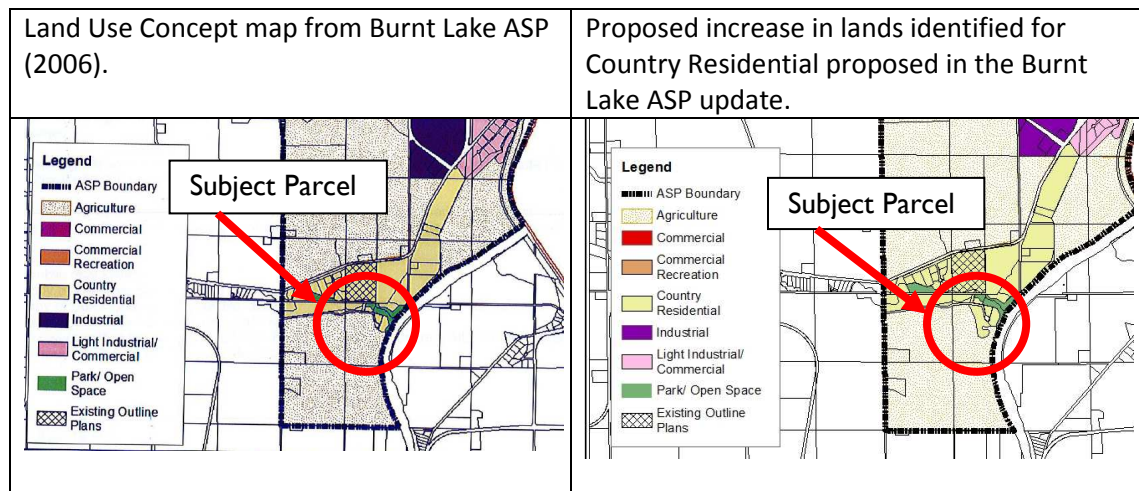 Land Use Concept map from Burnt Lake ASP
(2006).
Proposed increase in lands identified for
Country Residential proposed in the Burnt
Lake ASP update.
Legend
ASP Boundary
Agriculture
Commercial
Commercial
Recreation
Country
Residential
Industrial
Light Industrial/
Commercial
Park/ Open
Space
Existing Outline
Plans
Subject Parcel
Legend
ASP Boundary
Agriculture
Commercial
Commercial
Recreation
Country
Residential
Industrial
Light Industrial/
Commercial
Park/ Open Space
Existing Outline
Plans
Subject Parcel